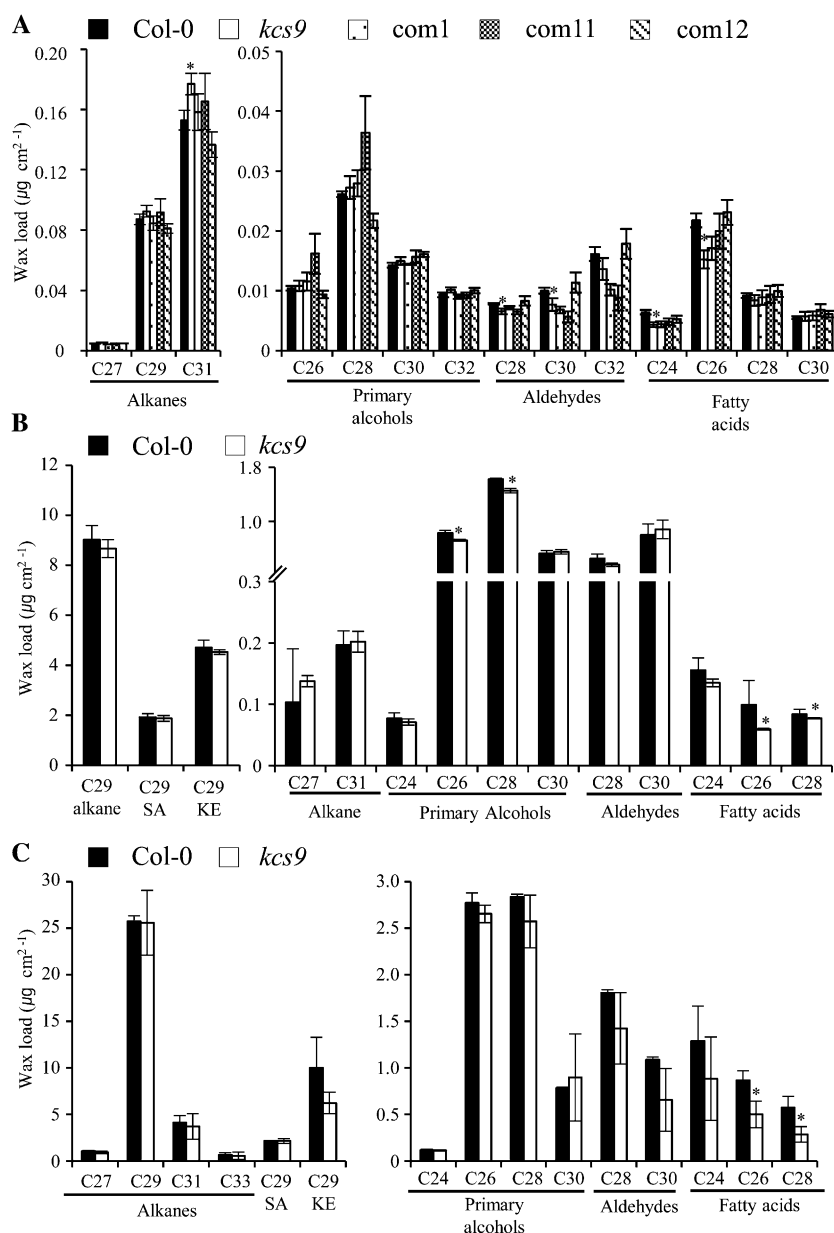 A
Col-0 kcs9 com1 com11 com12
Wax load (µg cm² ⁻¹)
0.20
0.16
0.12
0.08
0.04
0
*
C27 C29 C31
Alkanes
0.05
0.04
0.03
0.02
0.01
0
* * * *
C26 C28 C30 C32 C28 C30 C32 C24 C26 C28 C30
Primary
alcohols
Aldehydes
Fatty
acids
B
Col-0 kcs9
Wax load (µg cm⁻¹)
12
10
8
6
4
2
0
C29 C29 C29
alkane SA KE
1.8
1.0
0.3
0.2
0.1
0
* * * *
C27 C31 C24 C26 C28 C30 C28 C30 C24 C26 C28
Alkane Primary Alcohols Aldehydes Fatty acids
C
Col-0 kcs9
Wax load (µg cm² ⁻¹)
30
25
20
15
10
5
0
C27 C29 C31 C33 C29 C29
Alkanes SA KE
3.0
2.5
2.0
1.5
1.0
0.5
0.0
* *
C24 C26 C28 C30 C28 C30 C24 C26 C28
Primary
alcohols
Aldehydes
Fatty acids